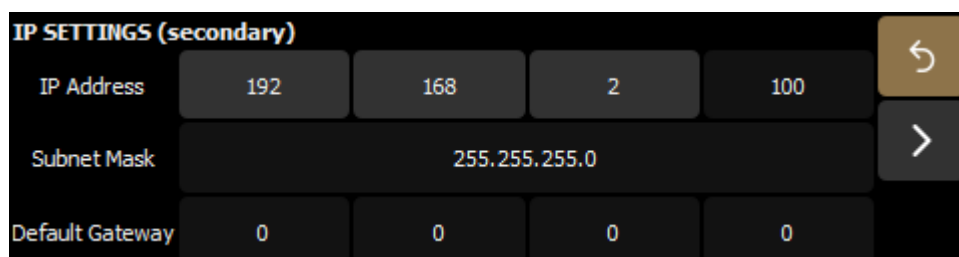 IP SETTINGS (secondary)
IP Address 192 168 2 100
Subnet Mask 255.255.255.0
Default Gateway 0 0 0 0